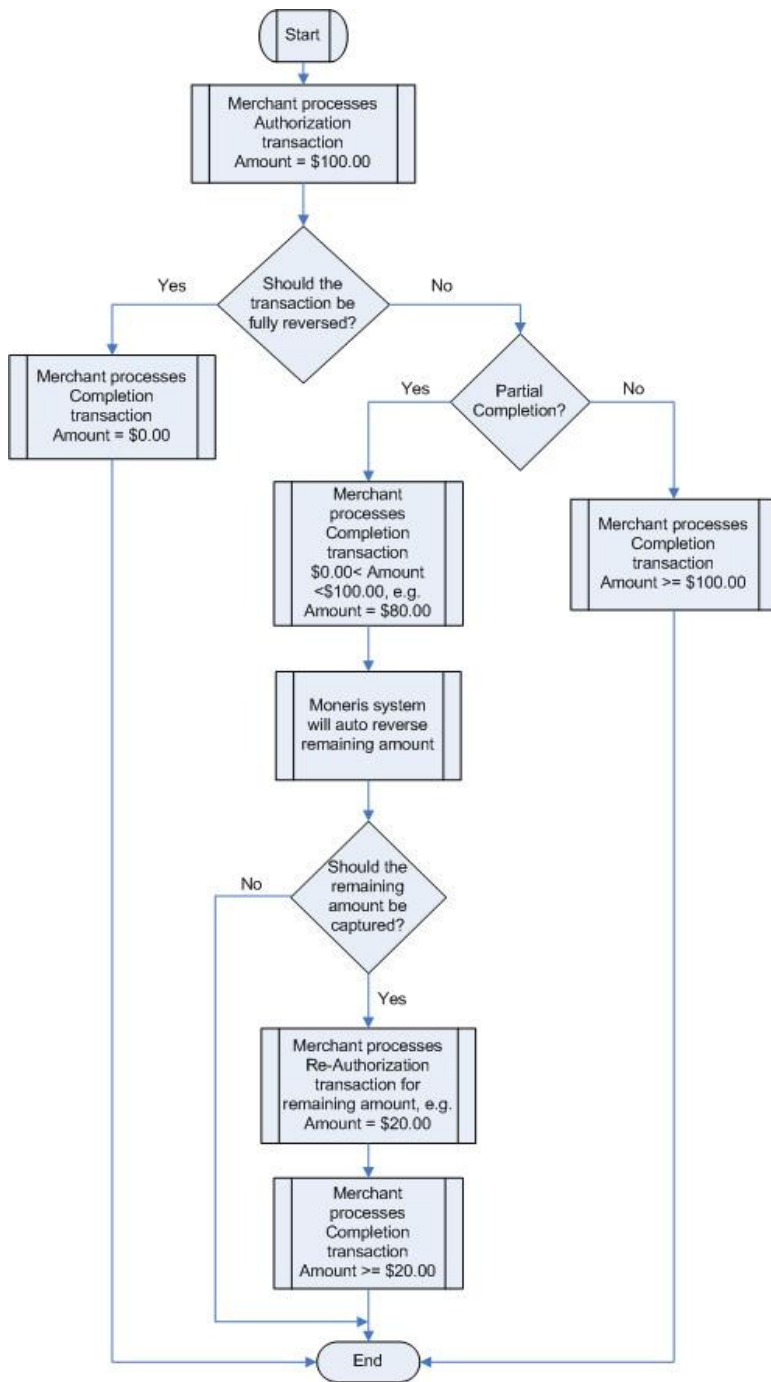 Start
Merchant processes
Authorization
transaction
Amount = $100.00
Should the
transaction be
fully reversed?
Yes
No
Merchant processes
Completion
transaction
Amount = $0.00
Partial
Completion?
Yes
No
Merchant
processes
Completion
transaction
$0.00< Amount
<$100.00, e.g.
Amount = $80.00
Merchant processes
Completion
transaction
Amount >= $100.00
Moneris system
will auto reverse
remaining amount
Should the
remaining
amount be
captured?
No
Yes
Merchant processes
Re-Authorization
transaction for
remaining amount, e.g.
Amount = $20.00
Merchant
processes
Completion
transaction
Amount >= $20.00
End